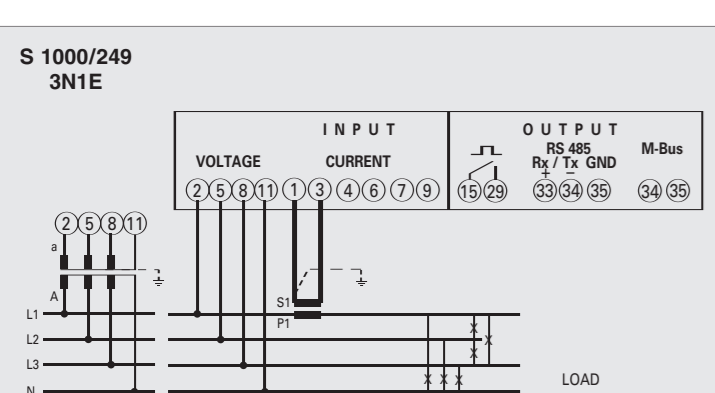 S 1000/249
3N1E
INPUT
OUTPUT
VOLTAGE
CURRENT
RS 485
Rx / Tx GND
+ −
M-Bus
2 5 8 11 1 3 4 6 7 9 15 29 33 34 35 34 35
2 5 8 11
a
A
S1
P1
L1
L2
L3
N
LOAD